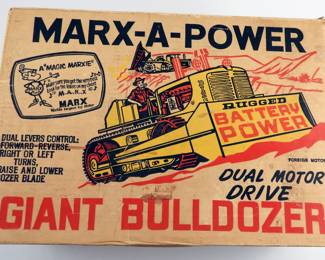 MARX-A-POWER
A "MAGIC MARXIE"
M.A.R.X
MARX
RUGGED
BATTERY
POWER
DUAL LEVERS CONTROL:
FORWARD-REVERSE,
RIGHT OR LEFT
TURNS,
RAISE AND LOWER
DOZER BLADE
FOREIGN MOTOR
DUAL MOTOR
DRIVE
GIANT BULLDOZER